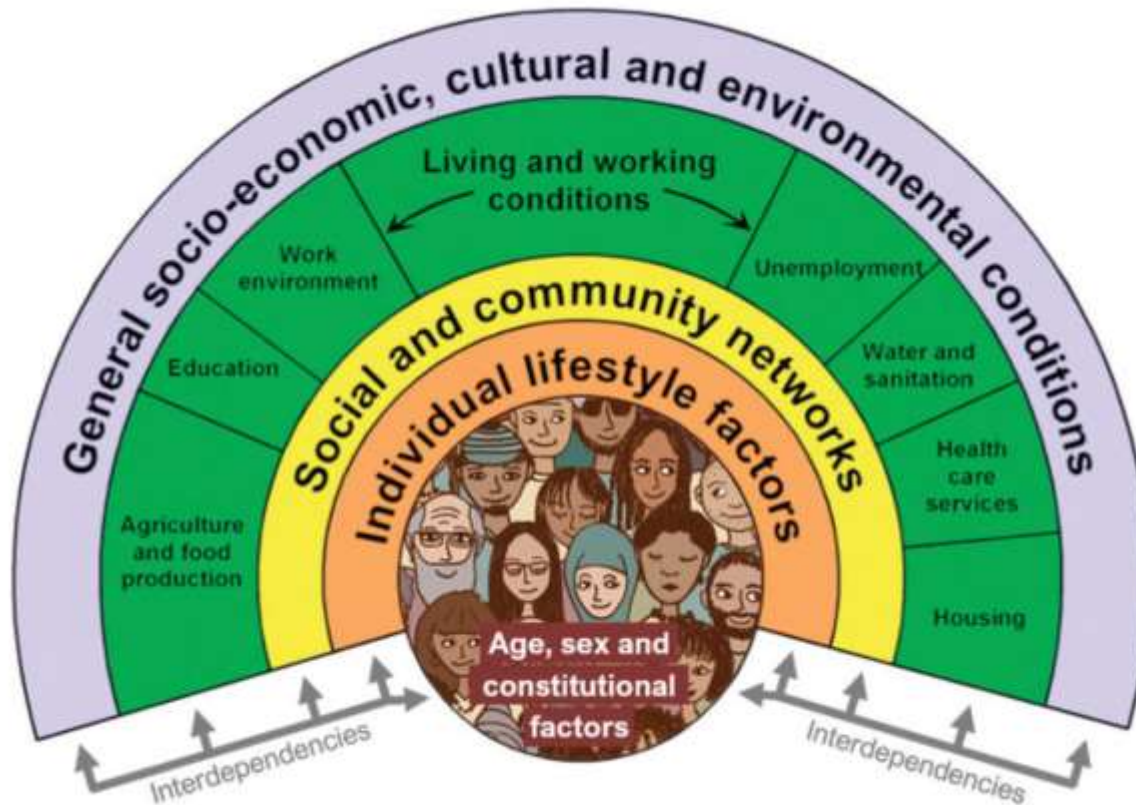 General socio-economic, cultural and environmental conditions
Living and working
conditions
Work
environment
Unemployment
Education
Water and
sanitation
Agriculture
and food
production
Health
care
services
Housing
Social and community networks
Individual lifestyle factors
Age, sex and
constitutional
factors
Interdependencies
Interdependencies